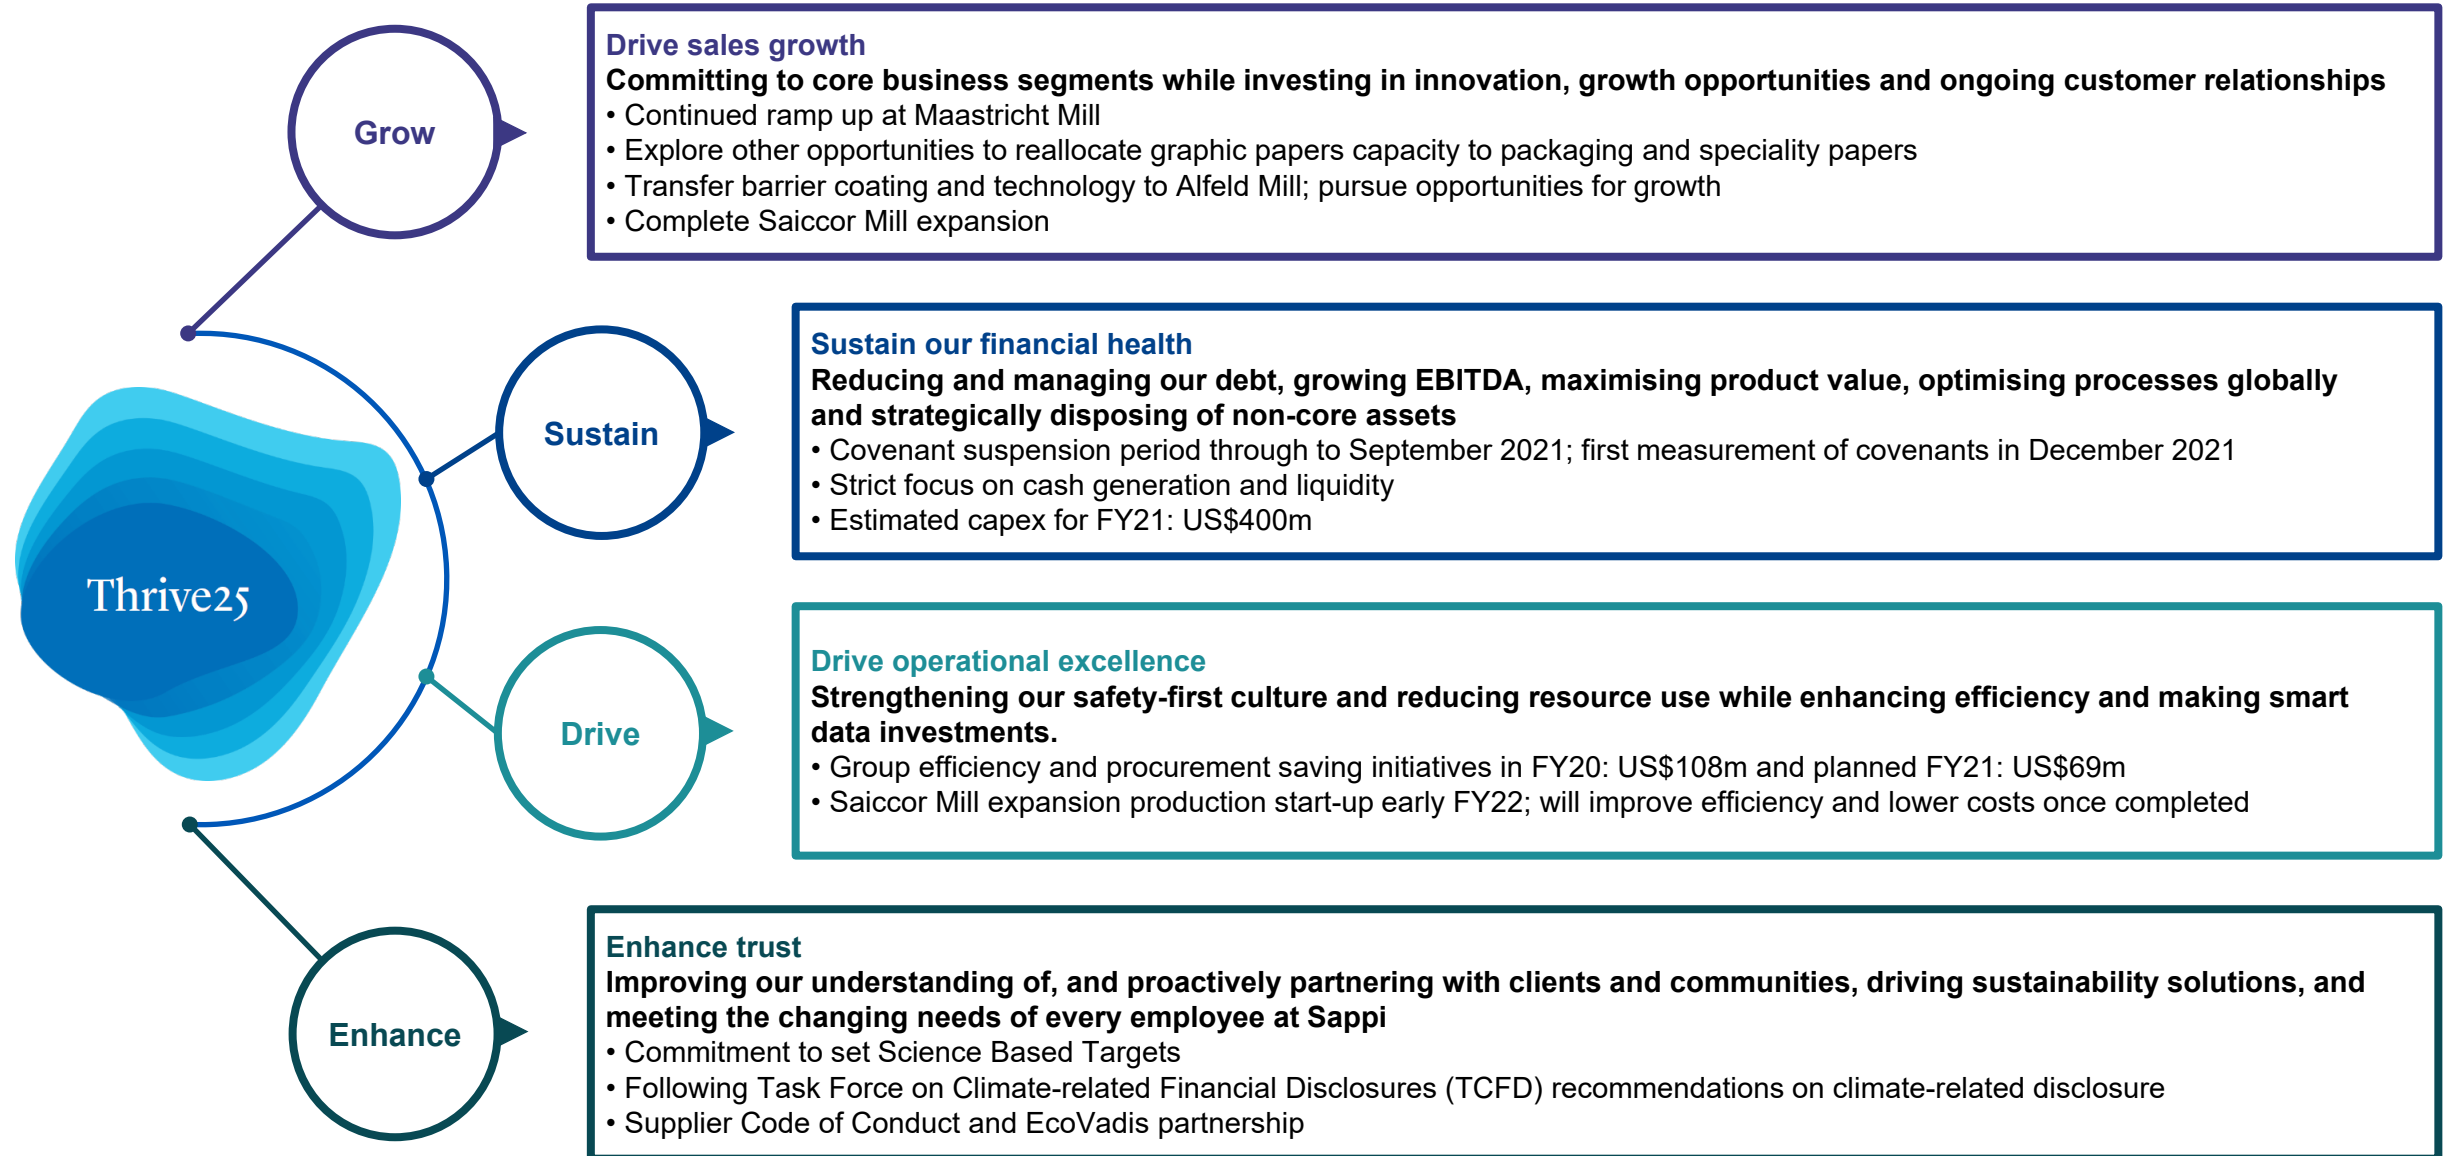 Thrive25
Grow
Drive sales growth
Committing to core business segments while investing in innovation, growth opportunities and ongoing customer relationships
• Continued ramp up at Maastricht Mill
• Explore other opportunities to reallocate graphic papers capacity to packaging and speciality papers
• Transfer barrier coating and technology to Alfeld Mill; pursue opportunities for growth
• Complete Saiccor Mill expansion
Sustain
Sustain our financial health
Reducing and managing our debt, growing EBITDA, maximising product value, optimising processes globally
and strategically disposing of non-core assets
• Covenant suspension period through to September 2021; first measurement of covenants in December 2021
• Strict focus on cash generation and liquidity
• Estimated capex for FY21: US$400m
Drive
Drive operational excellence
Strengthening our safety-first culture and reducing resource use while enhancing efficiency and making smart
data investments.
• Group efficiency and procurement saving initiatives in FY20: US$108m and planned FY21: US$69m
• Saiccor Mill expansion production start-up early FY22; will improve efficiency and lower costs once completed
Enhance
Enhance trust
Improving our understanding of, and proactively partnering with clients and communities, driving sustainability solutions, and
meeting the changing needs of every employee at Sappi
• Commitment to set Science Based Targets
• Following Task Force on Climate-related Financial Disclosures (TCFD) recommendations on climate-related disclosure
• Supplier Code of Conduct and EcoVadis partnership